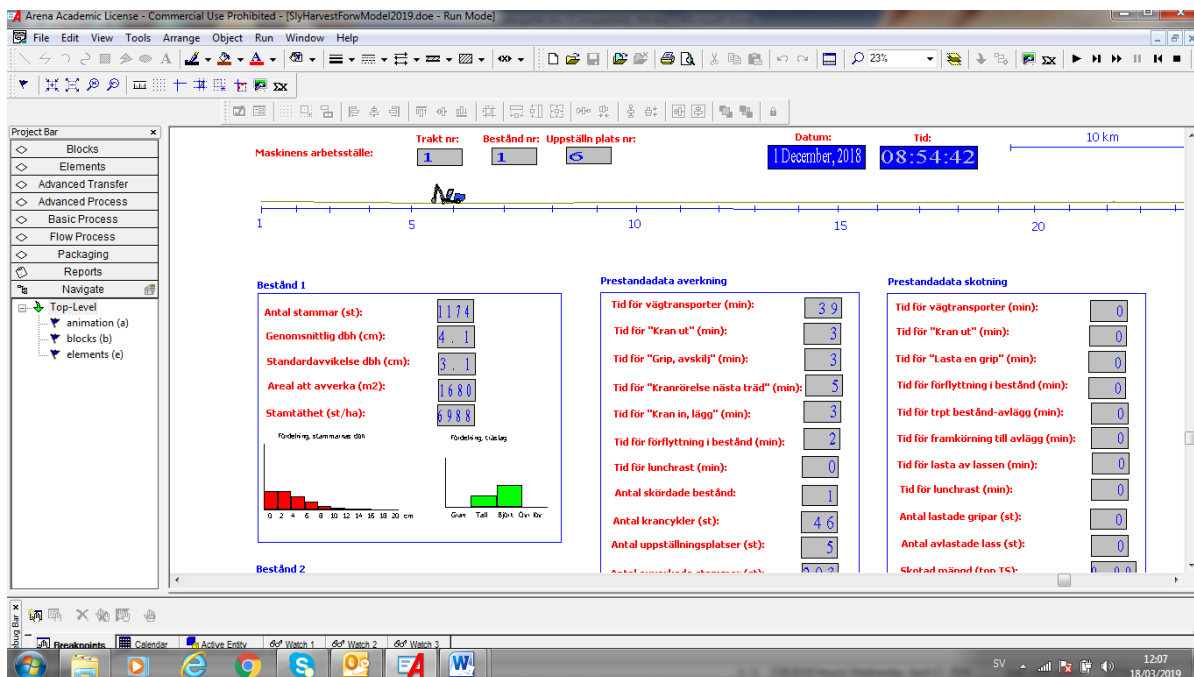 Arena Academic License - Commercial Use Prohibited - [SlyHarvestForwModel2019.doe - Run Mode]
File Edit View Tools Arrange Object Run Window Help
23%
Project Bar
Blocks
Elements
Advanced Transfer
Advanced Process
Basic Process
Flow Process
Packaging
Reports
Navigate
Top-Level
animation (a)
blocks (b)
elements (e)
Trakt nr: Bestånd nr: Uppställn plats nr: Datum: Tid: 10 km
Maskinens arbetsställe: 1 1 6 1 December, 2018 08:54:42
1 5 10 15 20
Bestånd 1
Antal stammar (st): 1174
Genomsnittlig dbh (cm): 4.1
Standardavvikelse dbh (cm): 3.1
Areal att avverka (m2): 1680
Stamtäthet (st/ha): 6988
Fördelning, stammarnas dbh Fördelning, trädslag
0 2 4 6 8 10 12 14 16 18 20 cm
Gran Tall Björk Övr löv
Bestånd 2
Prestandadata averkning
Tid för vägtransporter (min): 39
Tid för "Kran ut" (min): 3
Tid för "Grip, avskilj" (min): 3
Tid för "Kranrörelse nästa träd" (min): 5
Tid för "Kran in, lägg" (min): 3
Tid för förflyttning i bestånd (min): 2
Tid för lunchrast (min): 0
Antal skördade bestånd: 1
Antal krancykler (st): 46
Antal uppställningsplatser (st): 5
Prestandadata skotning
Tid för vägtransporter (min): 0
Tid för "Kran ut" (min): 0
Tid för "Lasta en grip" (min): 0
Tid för förflyttning i bestånd (min): 0
Tid för trpt bestånd-avlägg (min): 0
Tid för framkörning till avlägg (min): 0
Tid för lasta av lassen (min): 0
Tid för lunchrast (min): 0
Antal lastade gripar (st): 0
Antal avlastade lass (st): 0
Skotad mängd (ton TS):
Breakpoints Calendar Active Entity Watch 1 Watch 2 Watch 3
SV 12:07
18/03/2019